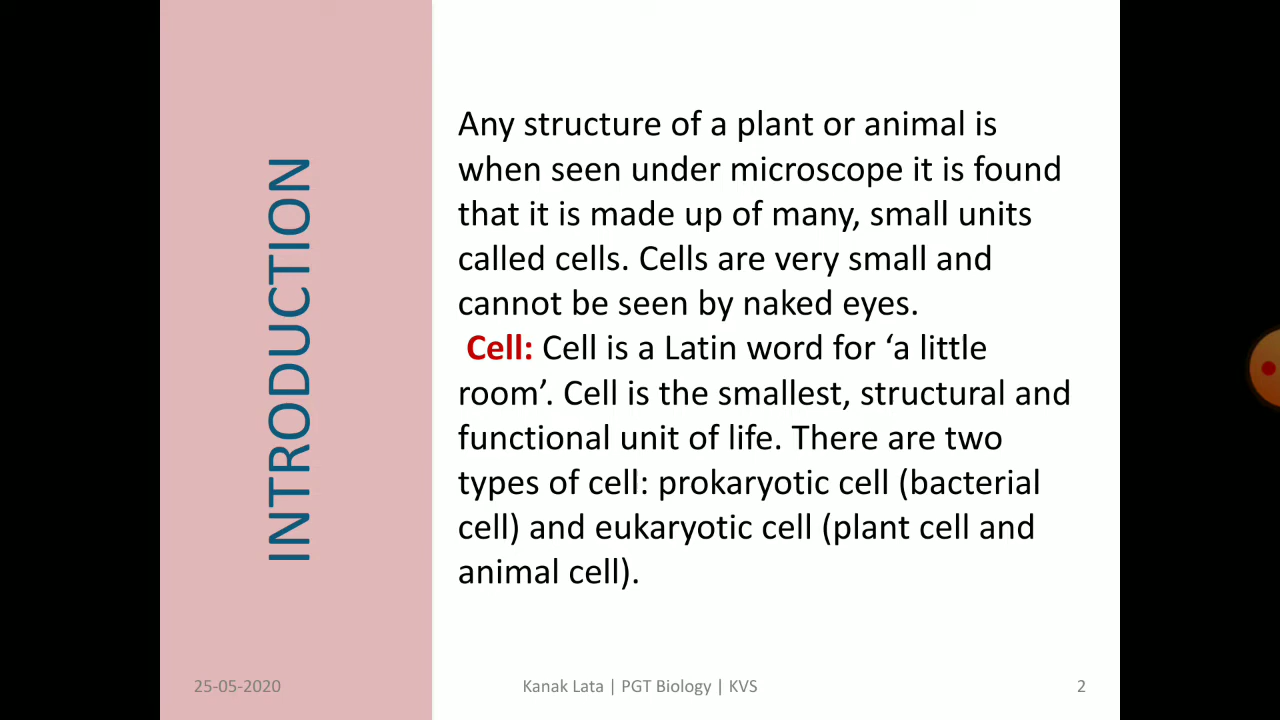 INTRODUCTION
Any structure of a plant or animal is
when seen under microscope it is found
that it is made up of many, small units
called cells. Cells are very small and
cannot be seen by naked eyes.
Cell: Cell is a Latin word for ‘a little
room’. Cell is the smallest, structural and
functional unit of life. There are two
types of cell: prokaryotic cell (bacterial
cell) and eukaryotic cell (plant cell and
animal cell).
25-05-2020
Kanak Lata | PGT Biology | KVS
2